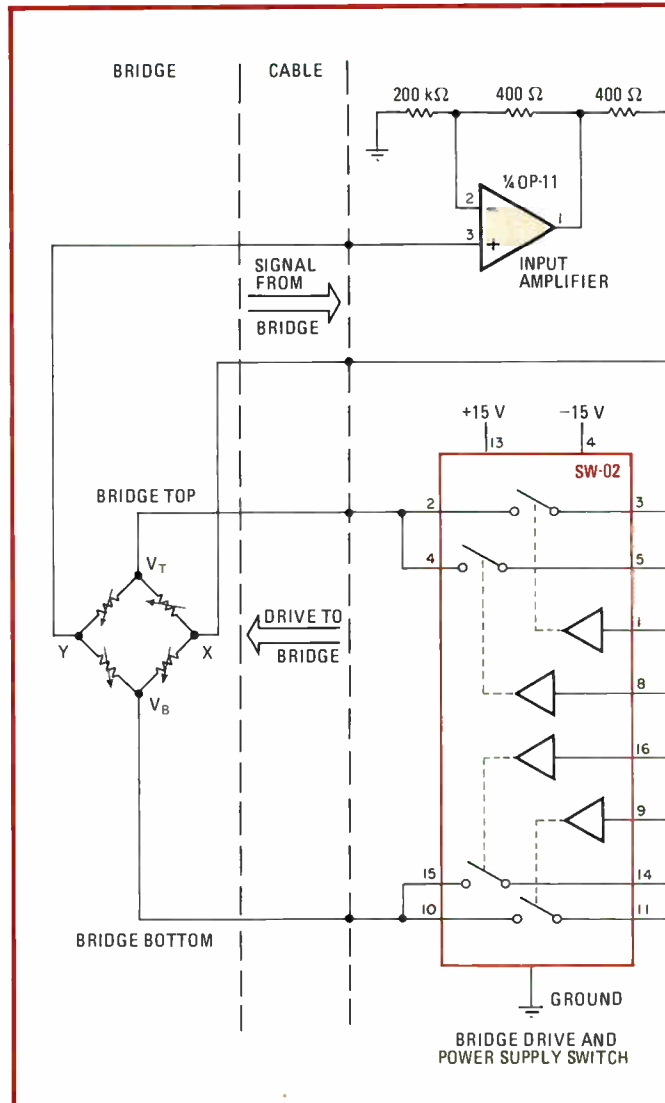 BRIDGE
CABLE
200 kΩ
400 Ω
400 Ω
¼ OP-11
2
−
3
+
1
INPUT
AMPLIFIER
SIGNAL
FROM
BRIDGE
+15 V
−15 V
13
4
SW-02
BRIDGE TOP
2
3
4
5
V_T
DRIVE TO
BRIDGE
1
Y
X
8
V_B
16
9
15
14
10
11
BRIDGE BOTTOM
GROUND
BRIDGE DRIVE AND
POWER SUPPLY SWITCH